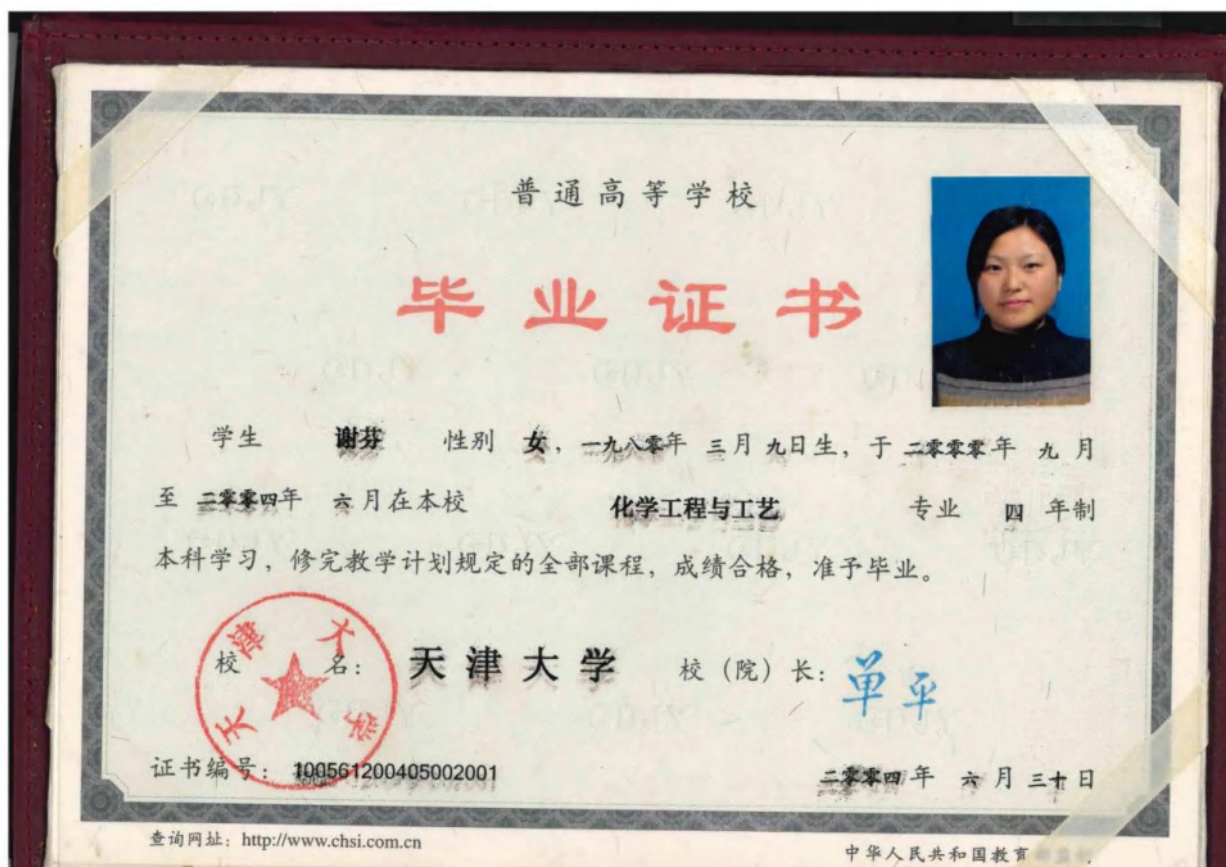 普通高等学校
毕业证书
学生 谢芬 性别 女，一九八零年 三月 九日生，于 二零零零年 九 月
至 二零零四年 六 月在本校 化学工程与工艺 专业 四 年制
本科学习，修完教学计划规定的全部课程，成绩合格，准予毕业。
天津大学
校 名： 天津大学 校（院）长： 单平
证书编号：100561200405002001 二零零四年 六 月 三十日
查询网址：http://www.chsi.com.cn 中华人民共和国教育